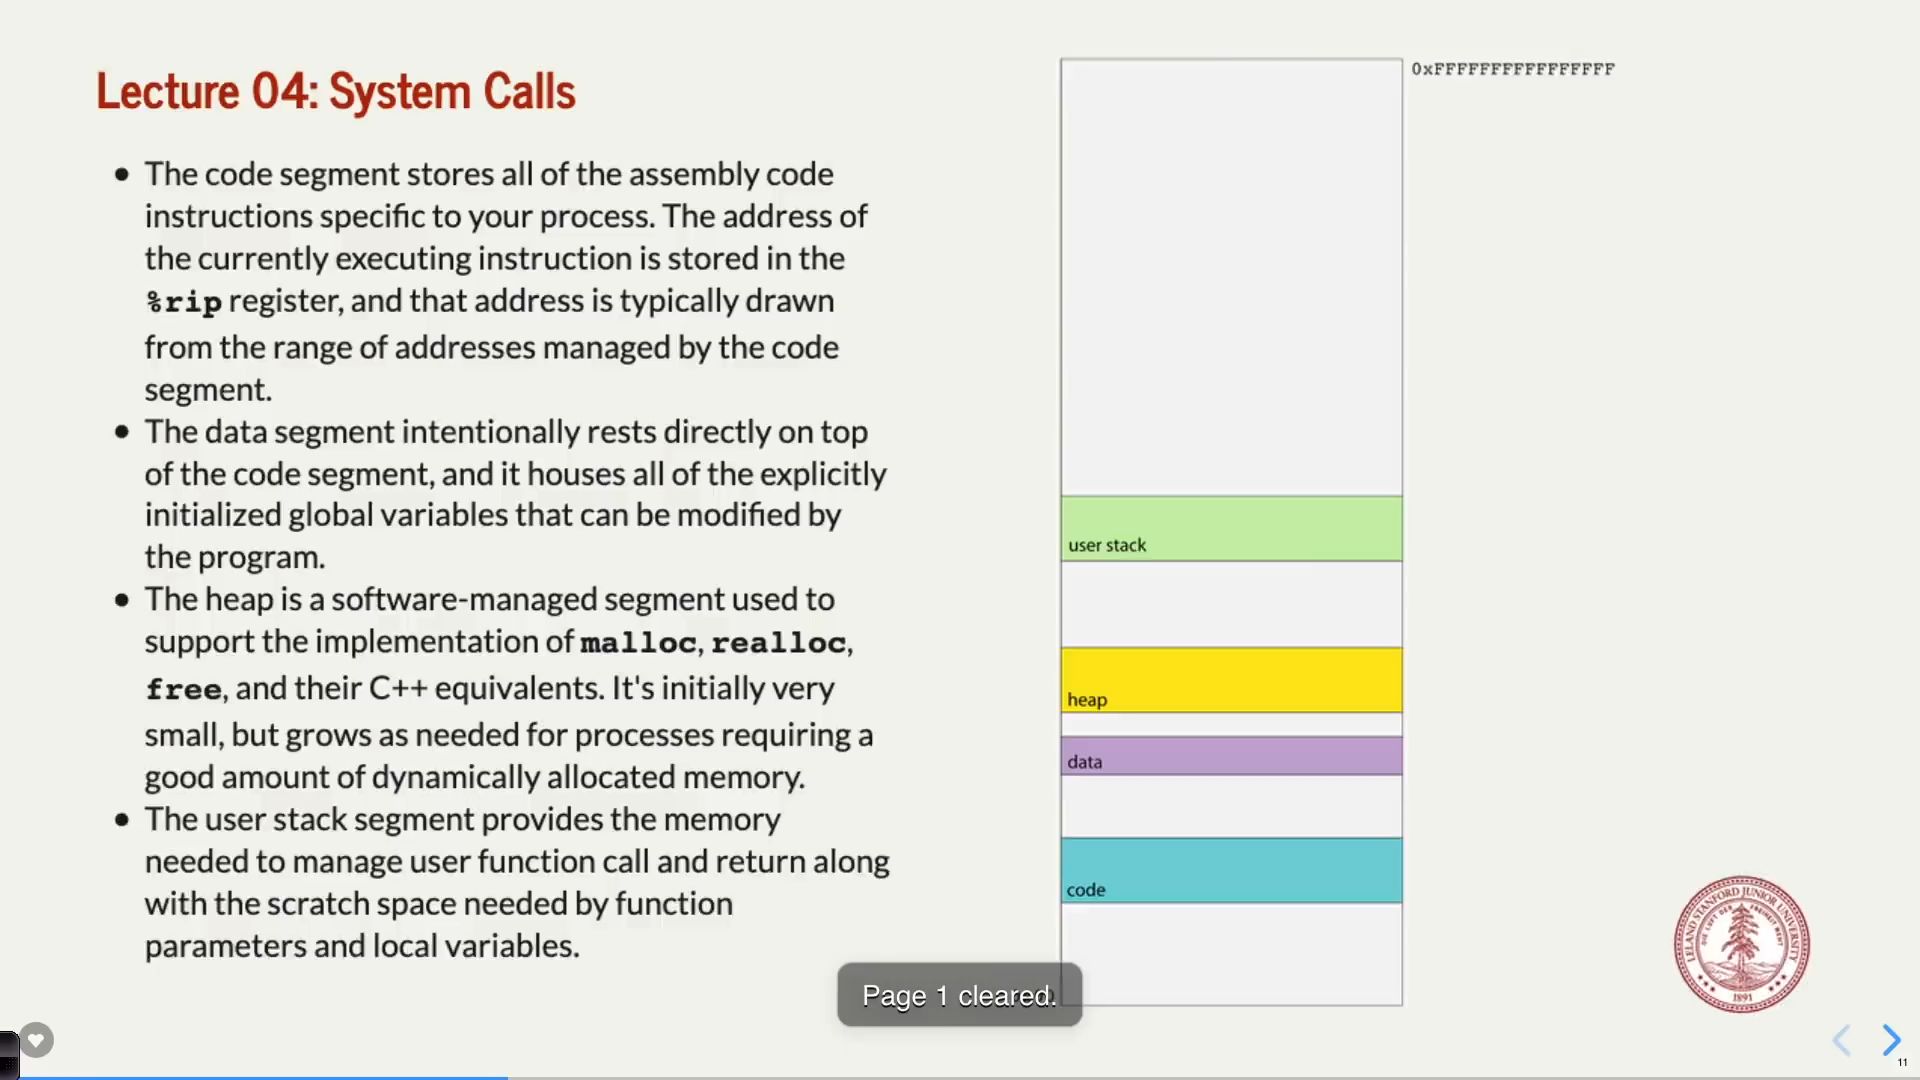 Lecture 04: System Calls
• The code segment stores all of the assembly code
instructions specific to your process. The address of
the currently executing instruction is stored in the
%rip register, and that address is typically drawn
from the range of addresses managed by the code
segment.
• The data segment intentionally rests directly on top
of the code segment, and it houses all of the explicitly
initialized global variables that can be modified by
the program.
• The heap is a software-managed segment used to
support the implementation of malloc, realloc,
free, and their C++ equivalents. It's initially very
small, but grows as needed for processes requiring a
good amount of dynamically allocated memory.
• The user stack segment provides the memory
needed to manage user function call and return along
with the scratch space needed by function
parameters and local variables.
0xFFFFFFFFFFFFFFFF
user stack
heap
data
code
Page 1 cleared.
LELAND STANFORD JUNIOR UNIVERSITY
1891
11